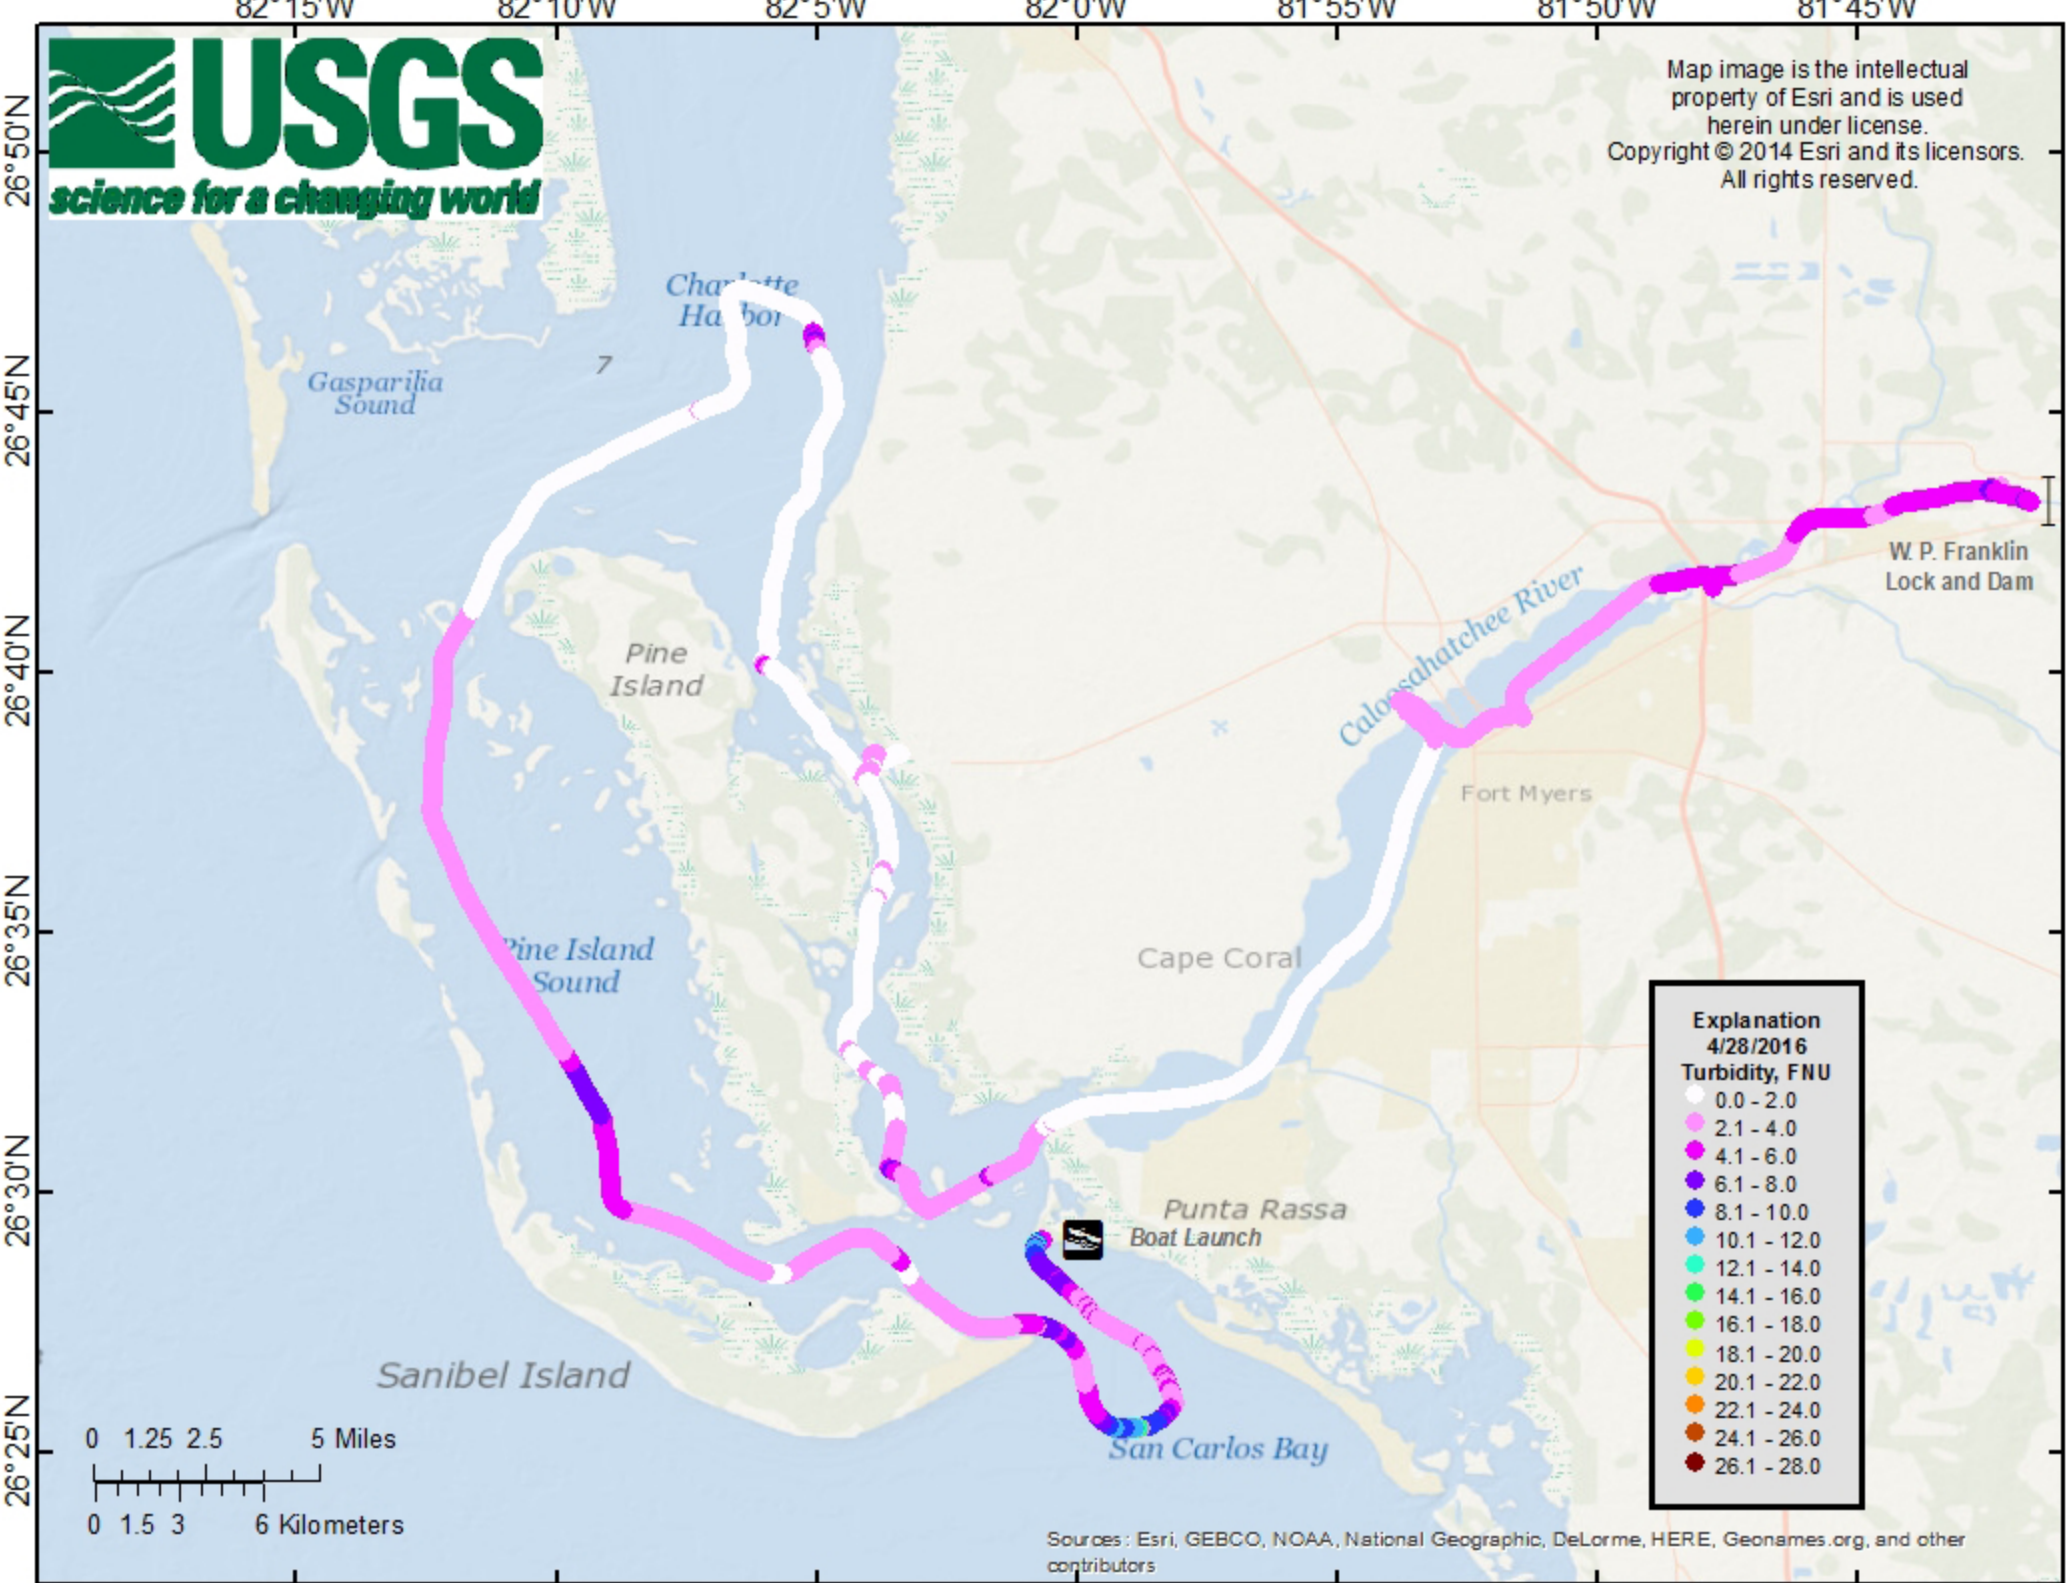 82°15'W 82°10'W 82°5'W 82°0'W 81°55'W 81°50'W 81°45'W
USGS
science for a changing world
Map image is the intellectual
property of Esri and is used
herein under license.
Copyright © 2014 Esri and its licensors.
All rights reserved.
26°50'N
26°45'N
26°40'N
26°35'N
26°30'N
26°25'N
Charlotte
Harbor
7
Gasparilia
Sound
W. P. Franklin
Lock and Dam
Caloosahatchee River
Pine
Island
Fort Myers
Pine Island
Sound
Cape Coral
Punta Rassa
Boat Launch
Sanibel Island
San Carlos Bay
Explanation
4/28/2016
Turbidity, FNU
0.0 - 2.0
2.1 - 4.0
4.1 - 6.0
6.1 - 8.0
8.1 - 10.0
10.1 - 12.0
12.1 - 14.0
14.1 - 16.0
16.1 - 18.0
18.1 - 20.0
20.1 - 22.0
22.1 - 24.0
24.1 - 26.0
26.1 - 28.0
0 1.25 2.5 5 Miles
0 1.5 3 6 Kilometers
Sources: Esri, GEBCO, NOAA, National Geographic, DeLorme, HERE, Geonames.org, and other
contributors